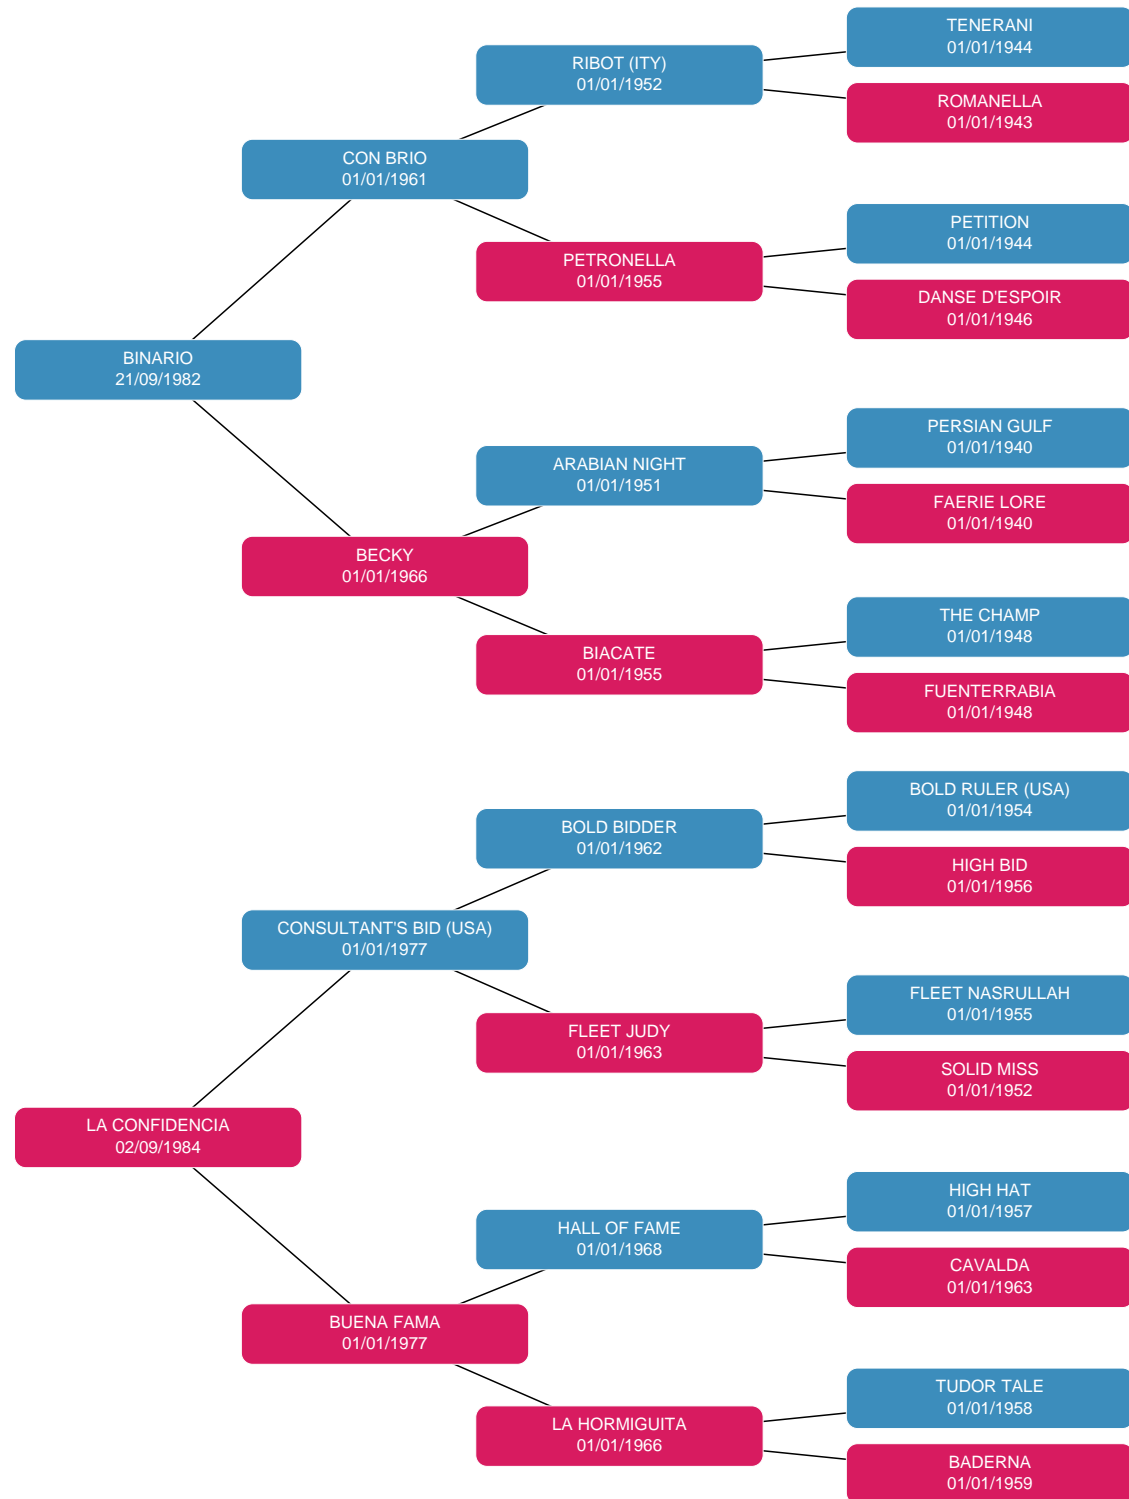 TENERANI
01/01/1944
RIBOT (ITY)
01/01/1952
ROMANELLA
01/01/1943
CON BRIO
01/01/1961
PETITION
01/01/1944
PETRONELLA
01/01/1955
DANSE D'ESPOIR
01/01/1946
BINARIO
21/09/1982
PERSIAN GULF
01/01/1940
ARABIAN NIGHT
01/01/1951
FAERIE LORE
01/01/1940
BECKY
01/01/1966
THE CHAMP
01/01/1948
BIACATE
01/01/1955
FUENTERRABIA
01/01/1948
BOLD RULER (USA)
01/01/1954
BOLD BIDDER
01/01/1962
HIGH BID
01/01/1956
CONSULTANT'S BID (USA)
01/01/1977
FLEET NASRULLAH
01/01/1955
FLEET JUDY
01/01/1963
SOLID MISS
01/01/1952
LA CONFIDENCIA
02/09/1984
HIGH HAT
01/01/1957
HALL OF FAME
01/01/1968
CAVALDA
01/01/1963
BUENA FAMA
01/01/1977
TUDOR TALE
01/01/1958
LA HORMIGUITA
01/01/1966
BADERNA
01/01/1959